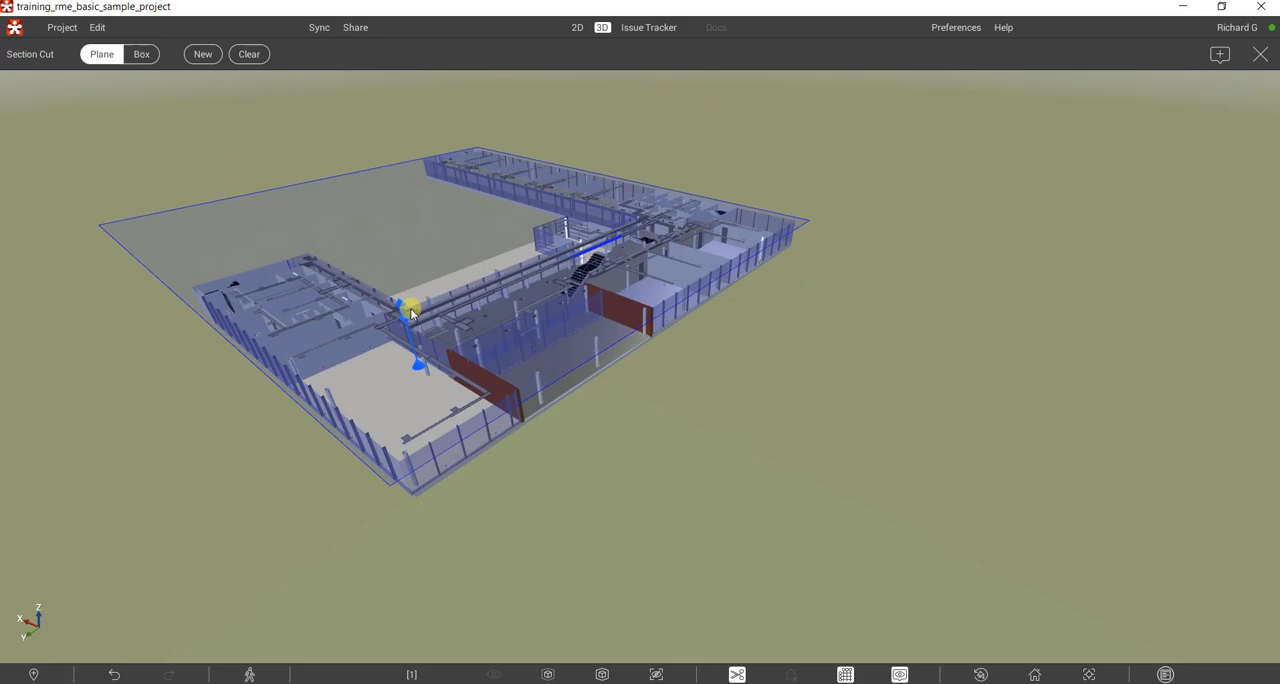 training_rme_basic_sample_project
Project Edit Sync Share 2D 3D Issue Tracker Docs Preferences Help Richard G
Section Cut Plane Box New Clear
Z
X
Y
[1]